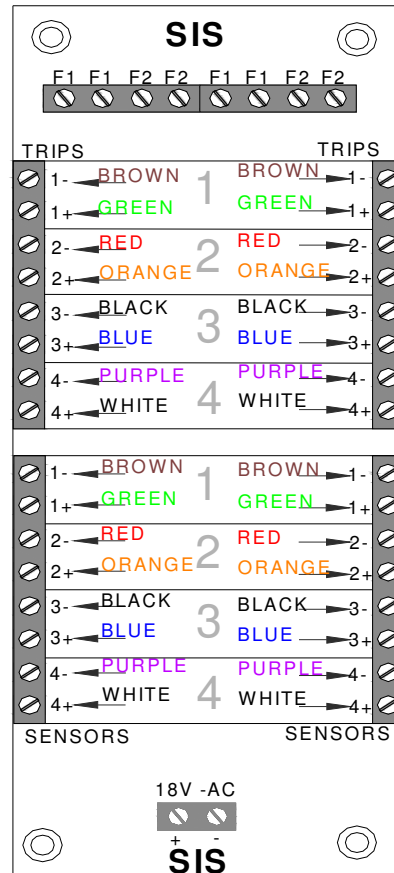 SIS
F1 F1 F2 F2 F1 F1 F2 F2
TRIPS TRIPS
1- BROWN 1 BROWN 1-
1+ GREEN GREEN 1+
2- RED 2 RED 2-
2+ ORANGE ORANGE 2+
3- BLACK 3 BLACK 3-
3+ BLUE BLUE 3+
4- PURPLE 4 PURPLE 4-
4+ WHITE WHITE 4+
1- BROWN 1 BROWN 1-
1+ GREEN GREEN 1+
2- RED 2 RED 2-
2+ ORANGE ORANGE 2+
3- BLACK 3 BLACK 3-
3+ BLUE BLUE 3+
4- PURPLE 4 PURPLE 4-
4+ WHITE WHITE 4+
SENSORS SENSORS
18V -AC
+ -
SIS